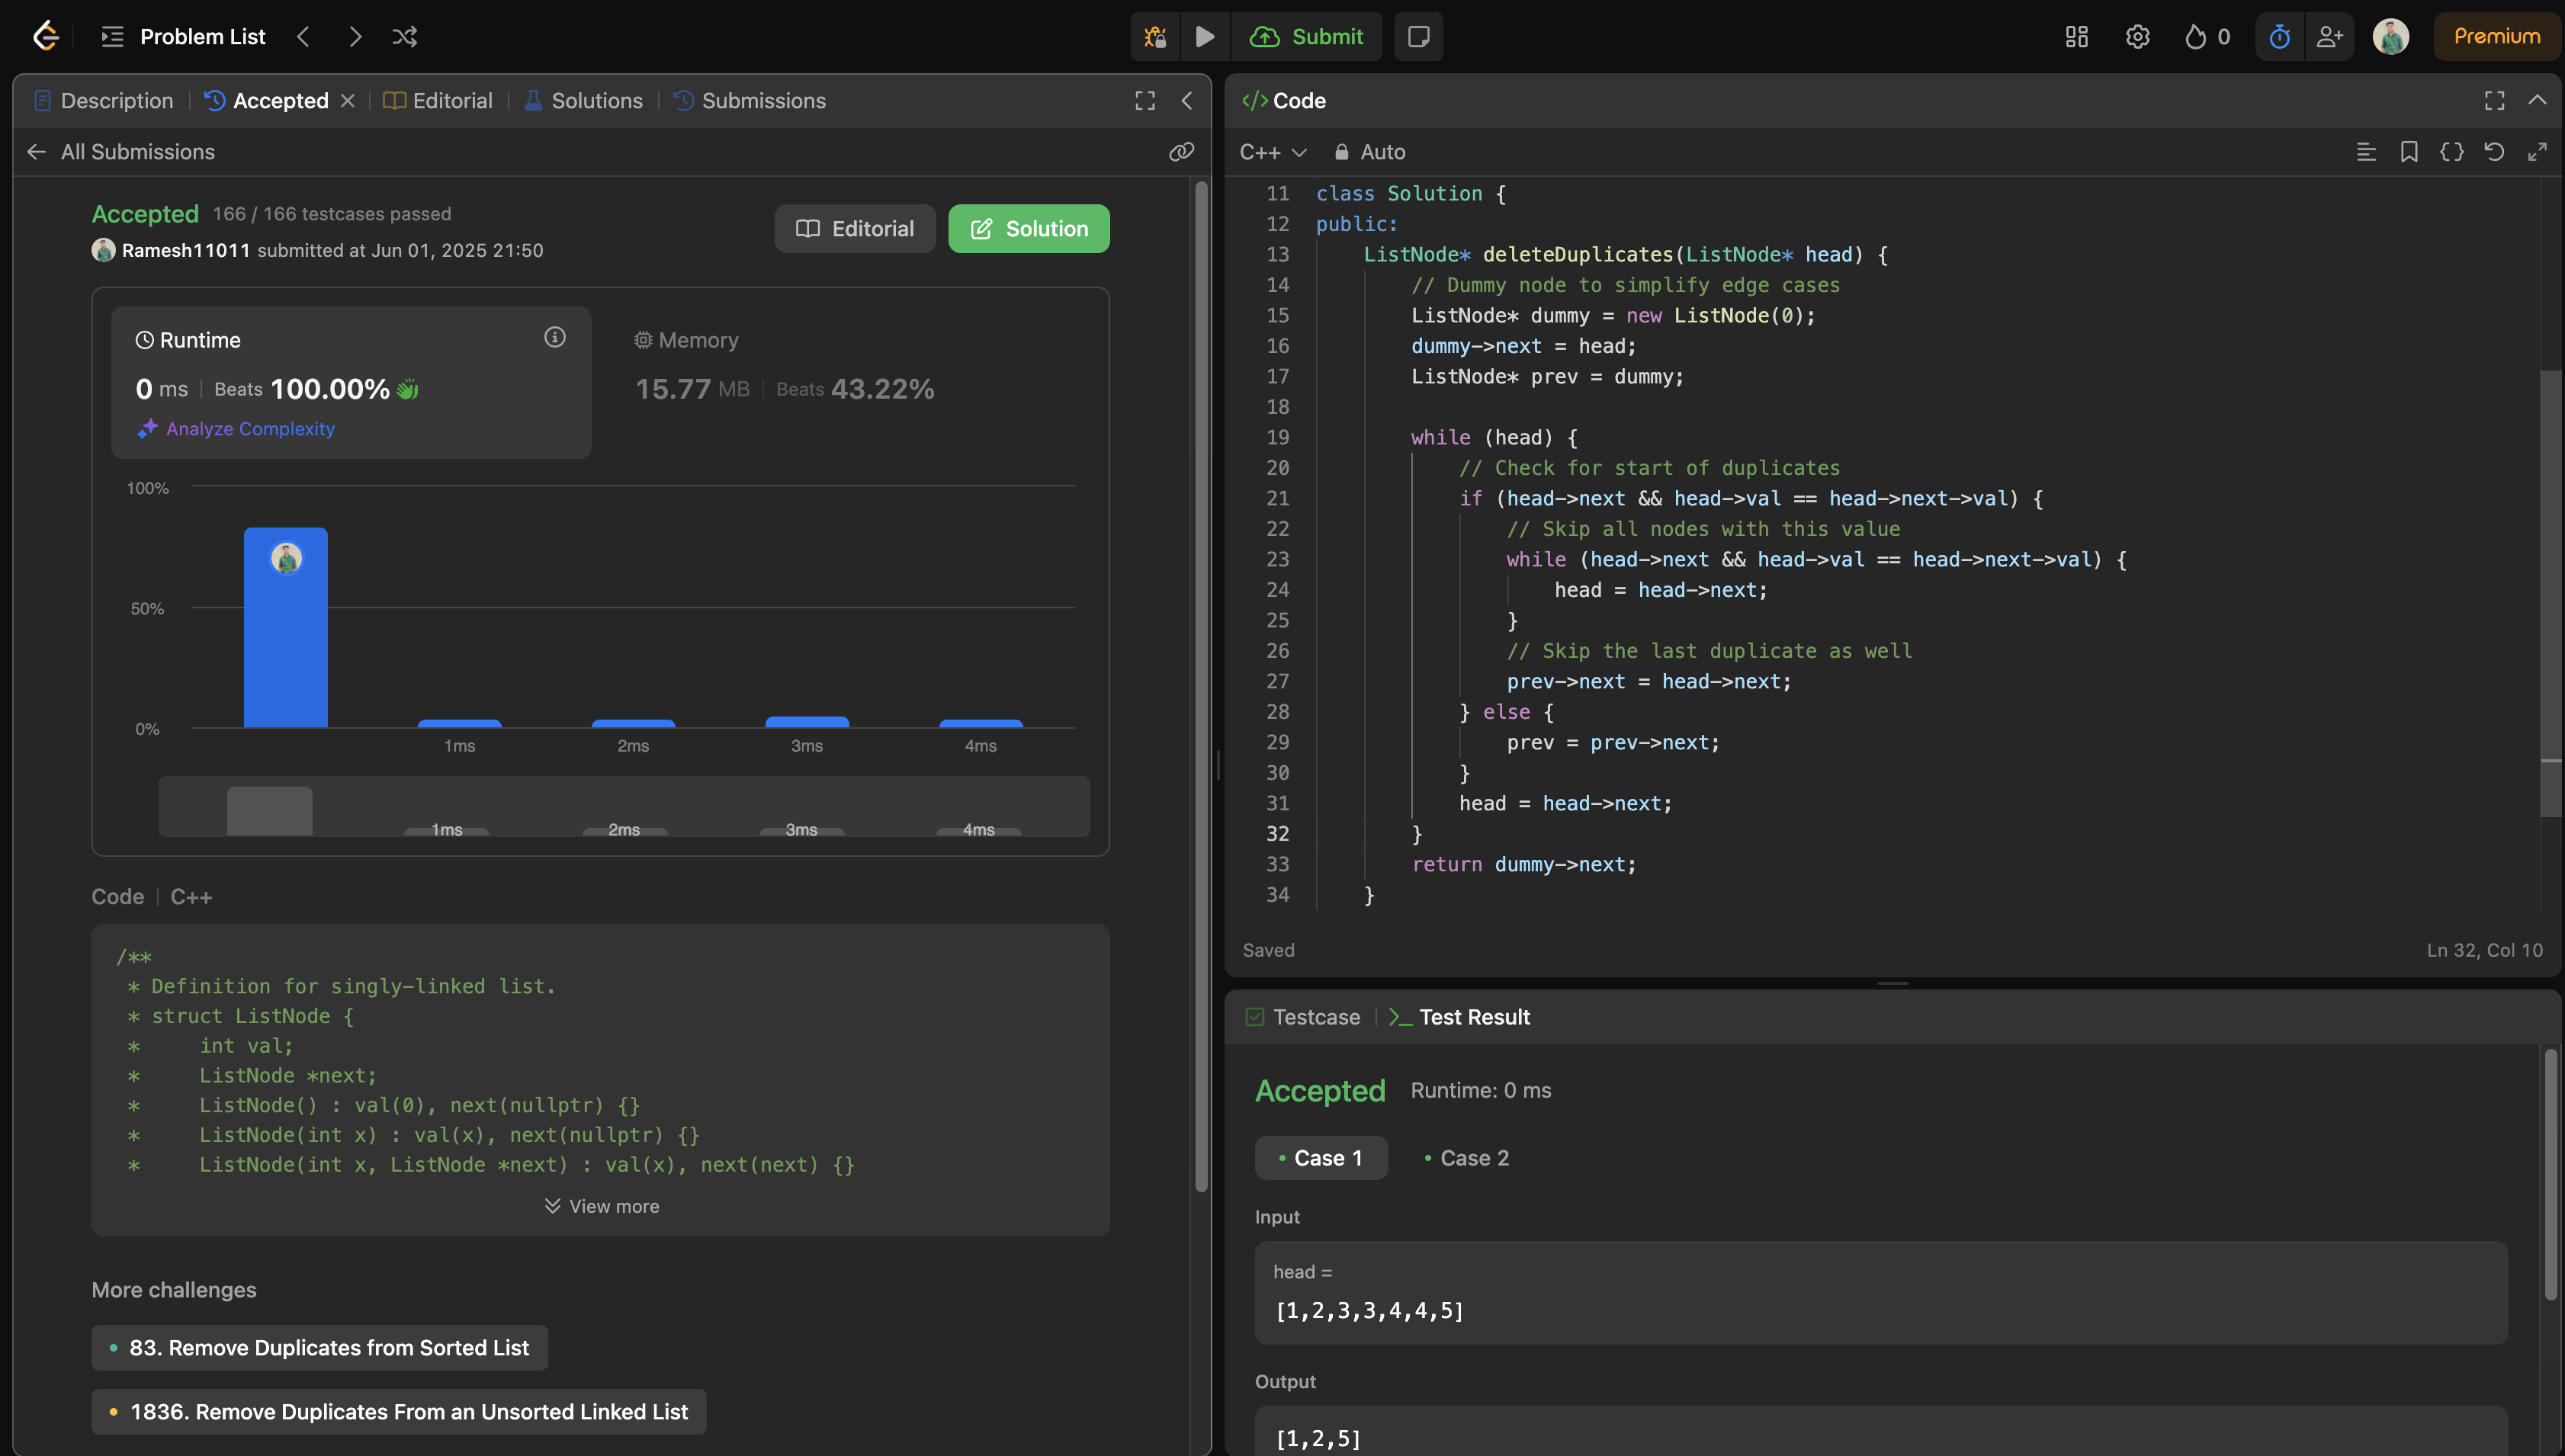 Problem List
Submit
0
Premium
Description
Accepted
Editorial
Solutions
Submissions
All Submissions
Accepted 166 / 166 testcases passed
Ramesh11011 submitted at Jun 01, 2025 21:50
Editorial
Solution
Runtime
0 ms | Beats 100.00%
Analyze Complexity
Memory
15.77 MB | Beats 43.22%
100%
50%
0%
1ms 2ms 3ms 4ms
1ms 2ms 3ms 4ms
Code | C++
/**
 * Definition for singly-linked list.
 * struct ListNode {
 *     int val;
 *     ListNode *next;
 *     ListNode() : val(0), next(nullptr) {}
 *     ListNode(int x) : val(x), next(nullptr) {}
 *     ListNode(int x, ListNode *next) : val(x), next(next) {}
View more
More challenges
83. Remove Duplicates from Sorted List
1836. Remove Duplicates From an Unsorted Linked List
</> Code
C++ Auto
11 class Solution {
12 public:
13     ListNode* deleteDuplicates(ListNode* head) {
14         // Dummy node to simplify edge cases
15         ListNode* dummy = new ListNode(0);
16         dummy->next = head;
17         ListNode* prev = dummy;
18
19         while (head) {
20             // Check for start of duplicates
21             if (head->next && head->val == head->next->val) {
22                 // Skip all nodes with this value
23                 while (head->next && head->val == head->next->val) {
24                     head = head->next;
25                 }
26                 // Skip the last duplicate as well
27                 prev->next = head->next;
28             } else {
29                 prev = prev->next;
30             }
31             head = head->next;
32         }
33         return dummy->next;
34     }
Saved
Ln 32, Col 10
Testcase
Test Result
Accepted Runtime: 0 ms
Case 1
Case 2
Input
head =
[1,2,3,3,4,4,5]
Output
[1,2,5]